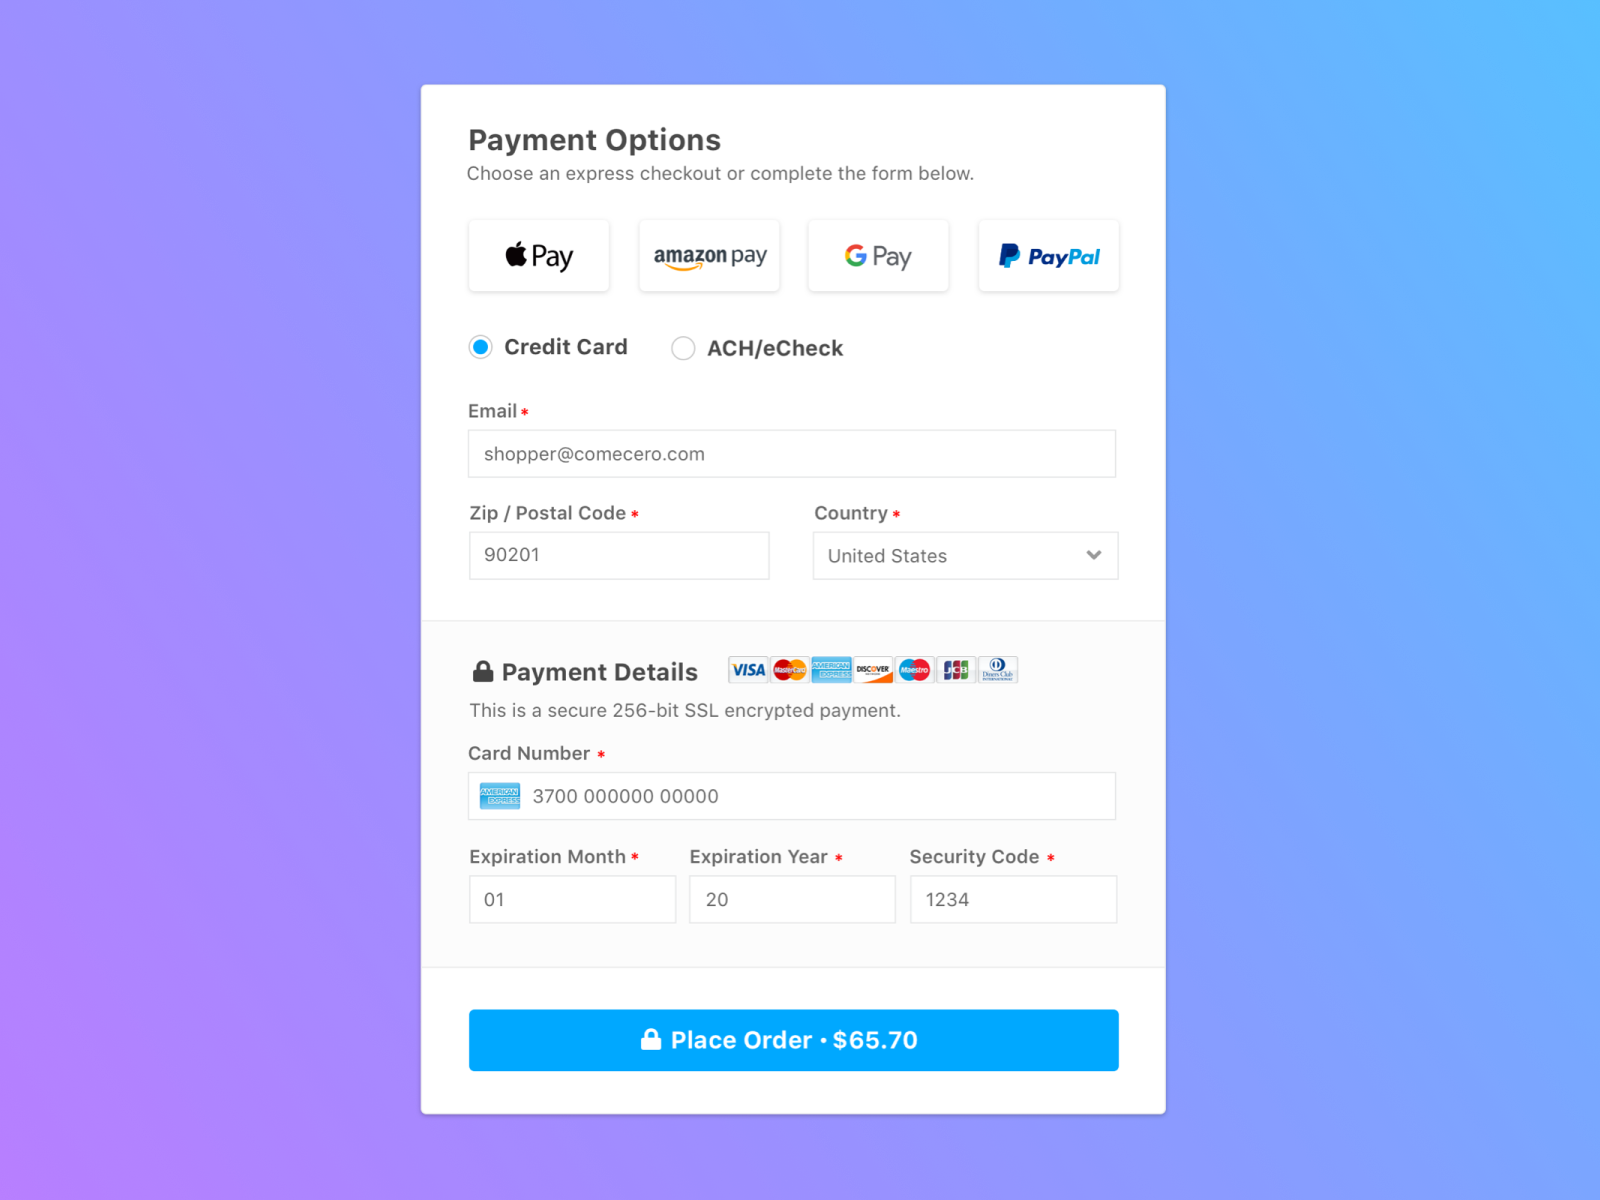 Payment Options
Choose an express checkout or complete the form below.
Pay amazon pay G Pay PayPal
Credit Card ACH/eCheck
Email*
shopper@comecero.com
Zip / Postal Code * Country *
90201 United States
Payment Details VISA MasterCard AMERICAN EXPRESS DISCOVER Maestro JCB Diners Club INTERNATIONAL
This is a secure 256-bit SSL encrypted payment.
Card Number *
AMERICAN EXPRESS 3700 000000 00000
Expiration Month * Expiration Year * Security Code *
01 20 1234
Place Order • $65.70